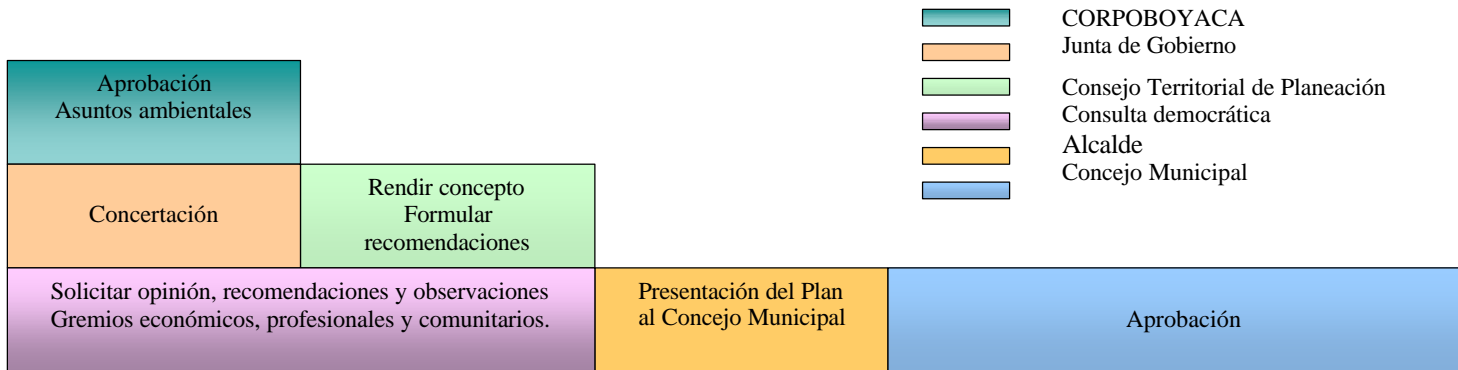 CORPOBOYACA
Junta de Gobierno
Consejo Territorial de Planeación
Consulta democrática
Alcalde
Concejo Municipal
Aprobación
Asuntos ambientales
Concertación
Rendir concepto
Formular
recomendaciones
Solicitar opinión, recomendaciones y observaciones
Gremios económicos, profesionales y comunitarios.
Presentación del Plan
al Concejo Municipal
Aprobación